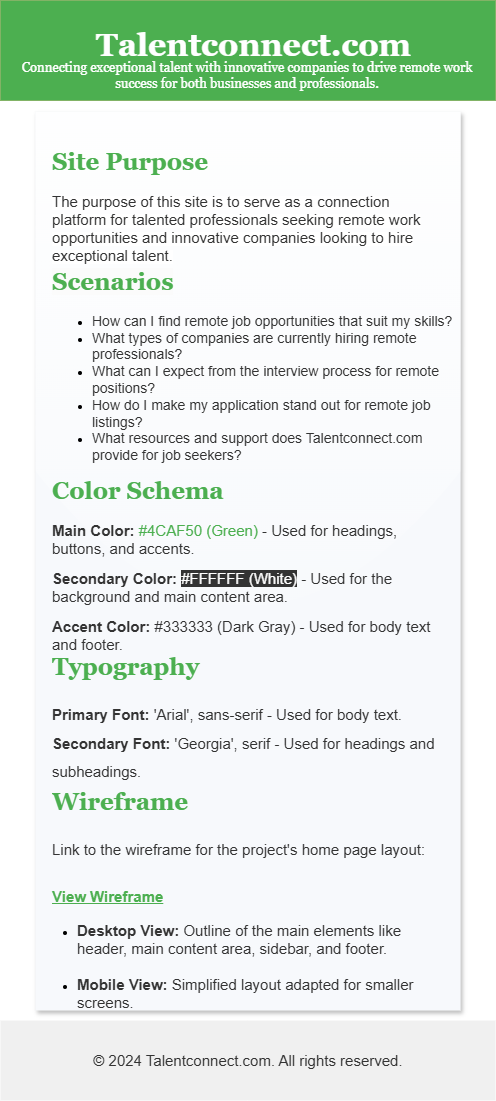 Talentconnect.com
Connecting exceptional talent with innovative companies to drive remote work
success for both businesses and professionals.
Site Purpose
The purpose of this site is to serve as a connection
platform for talented professionals seeking remote work
opportunities and innovative companies looking to hire
exceptional talent.
Scenarios
• How can I find remote job opportunities that suit my skills?
• What types of companies are currently hiring remote
professionals?
• What can I expect from the interview process for remote
positions?
• How do I make my application stand out for remote job
listings?
• What resources and support does Talentconnect.com
provide for job seekers?
Color Schema
Main Color: #4CAF50 (Green) - Used for headings,
buttons, and accents.
Secondary Color: #FFFFFF (White) - Used for the
background and main content area.
Accent Color: #333333 (Dark Gray) - Used for body text
and footer.
Typography
Primary Font: 'Arial', sans-serif - Used for body text.
Secondary Font: 'Georgia', serif - Used for headings and
subheadings.
Wireframe
Link to the wireframe for the project's home page layout:
View Wireframe
• Desktop View: Outline of the main elements like
header, main content area, sidebar, and footer.
• Mobile View: Simplified layout adapted for smaller
screens.
© 2024 Talentconnect.com. All rights reserved.